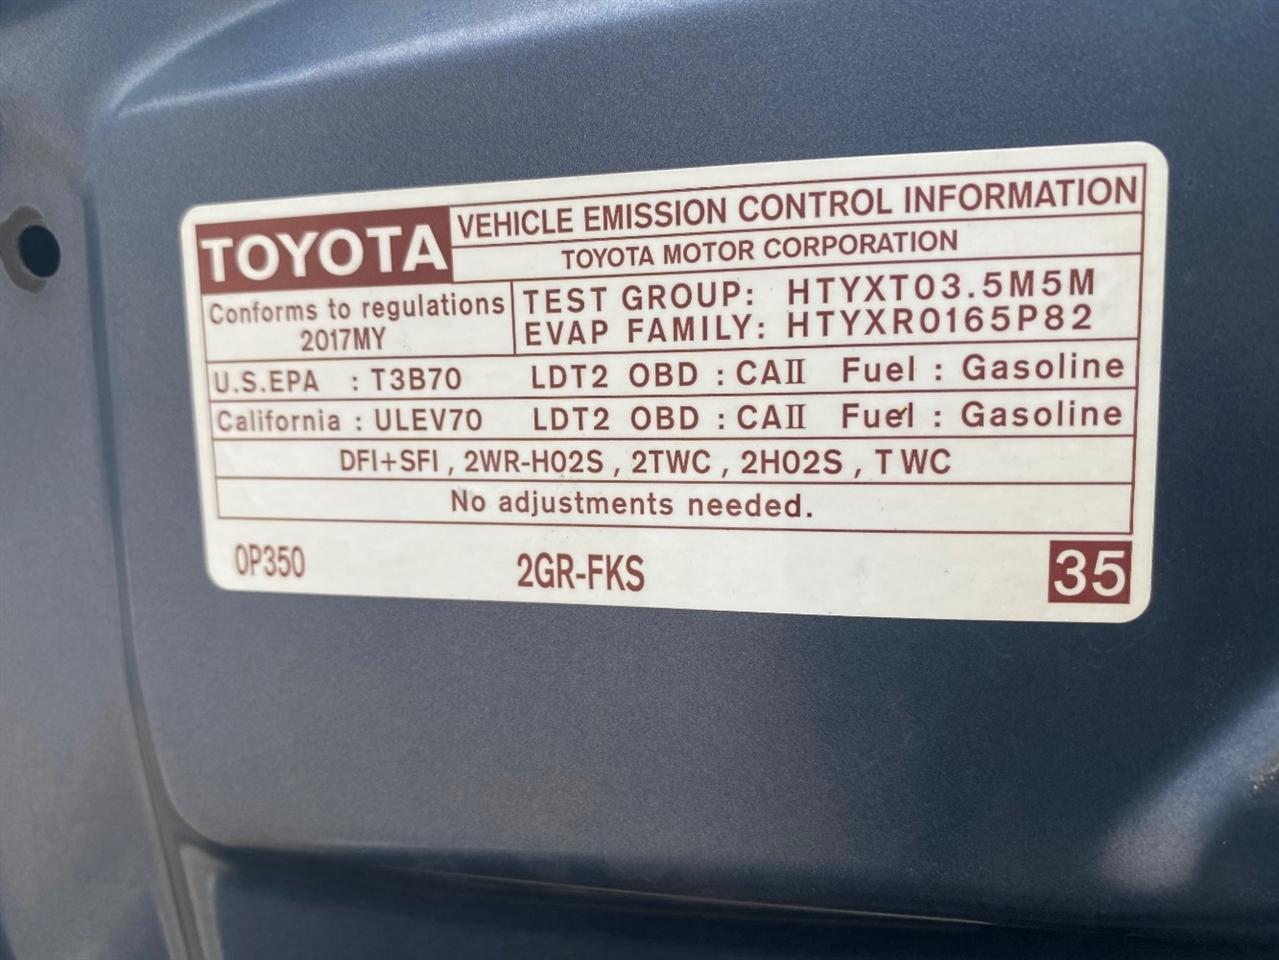 TOYOTA VEHICLE EMISSION CONTROL INFORMATION
TOYOTA MOTOR CORPORATION
Conforms to regulations
2017MY
TEST GROUP: HTYXT03.5M5M
EVAP FAMILY: HTYXR0165P82
U.S.EPA : T3B70 LDT2 OBD : CAII Fuel : Gasoline
California : ULEV70 LDT2 OBD : CAII Fuel : Gasoline
DFI+SFI , 2WR-HO2S , 2TWC , 2HO2S , TWC
No adjustments needed.
0P350 2GR-FKS 35